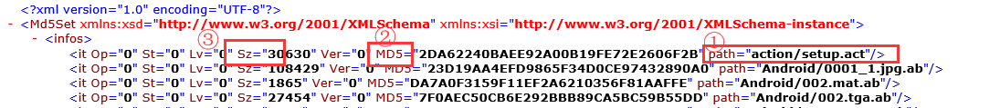 <?xml version="1.0" encoding="UTF-8"?>
- <Md5Set xmlns:xsd="http://www.w3.org/2001/XMLSchema" xmlns:xsi="http://www.w3.org/2001/XMLSchema-instance">
③ ② ①
- <infos>
<it Op="0" St="0" Lv="0" Sz="30630" Ver="0" MD5="2DA62240BAEE92A00B19FE72E2606F2B" path="action/setup.act"/>
<it Op="0" St="0" Lv="0" Sz="108429" Ver="0" MD5="23D19AA4EFD9865F34D0CE97432890A0" path="Android/0001_1.jpg.ab"/>
<it Op="0" St="0" Lv="0" Sz="1865" Ver="0" MD5="DA7A0F3159F11EF2A6210356F81AAFFE" path="Android/002.mat.ab"/>
<it Op="0" St="0" Lv="0" Sz="27454" Ver="0" MD5="7F0AEC50CB6E292BBB89CA5BC59B55DD" path="Android/002.tga.ab"/>